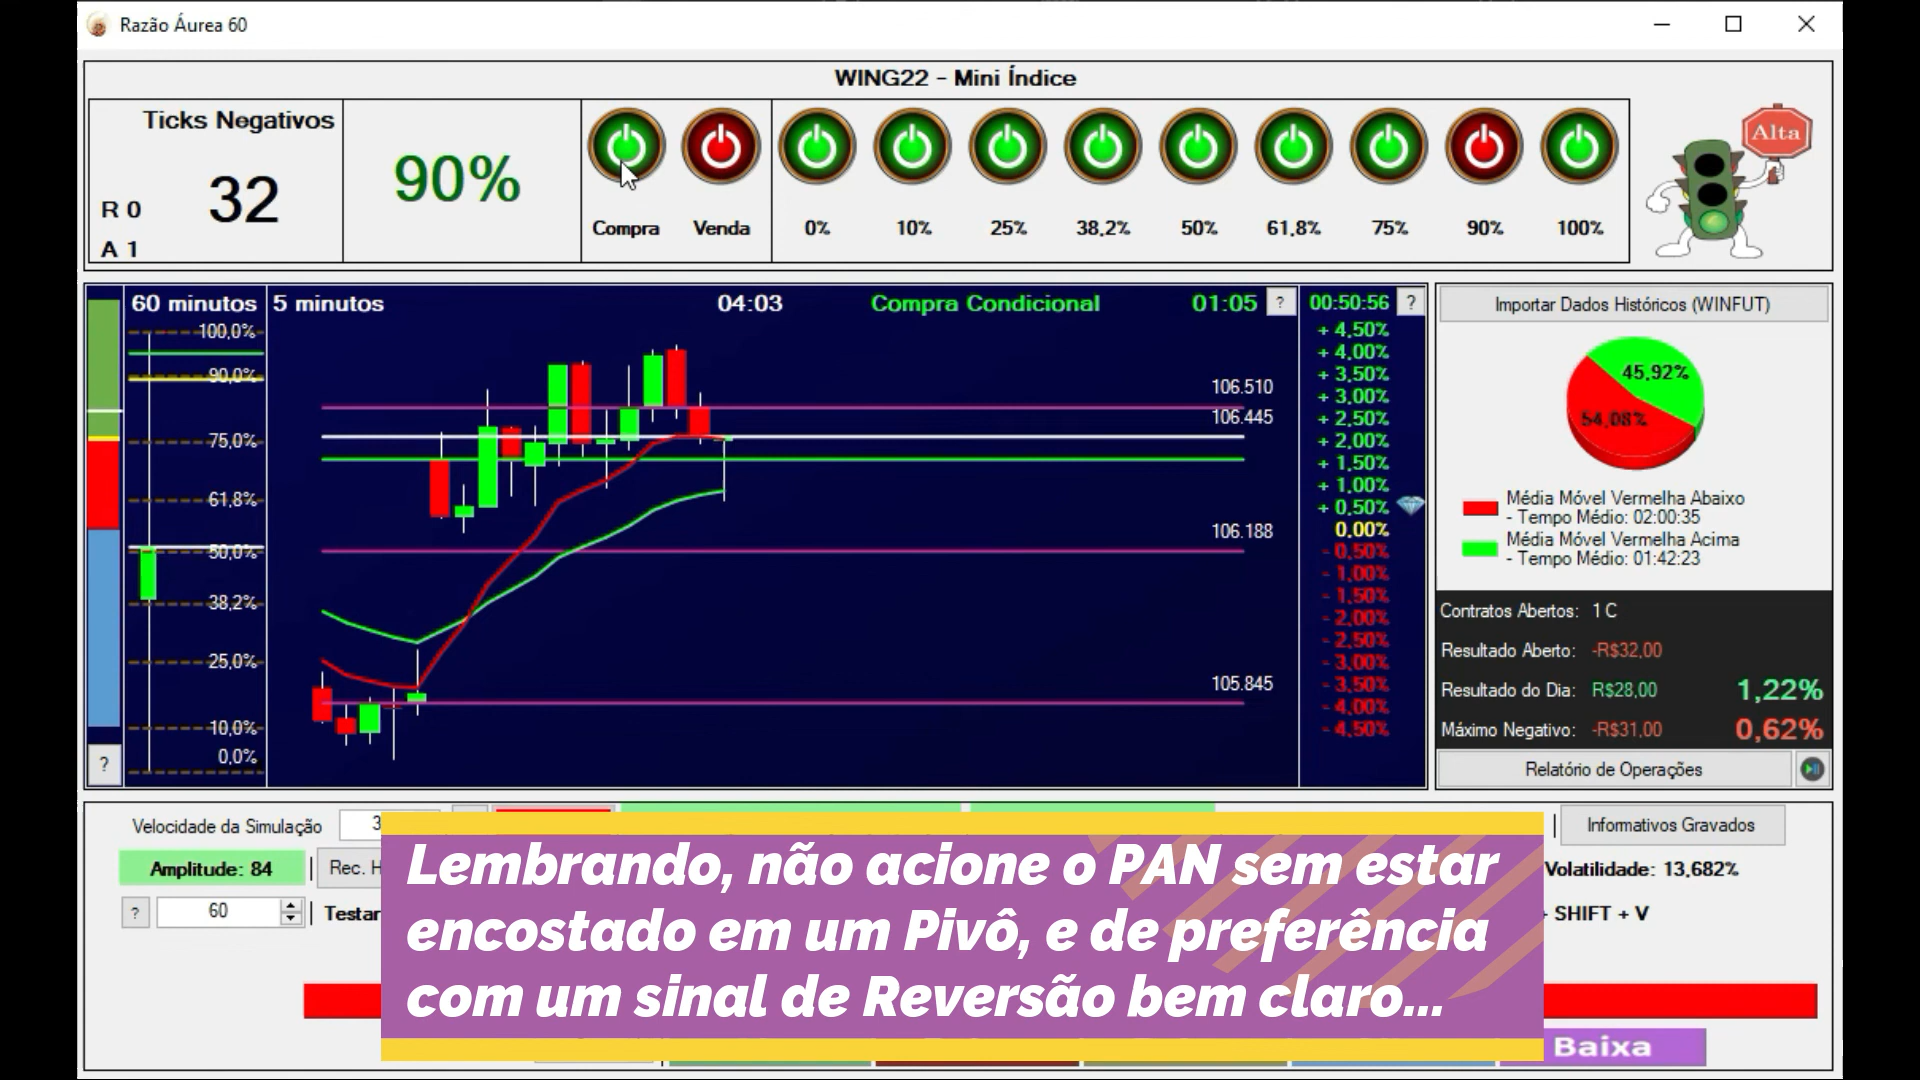 Razão Áurea 60
WING22 - Mini Índice
Ticks Negativos
32
R 0
A 1
90%
Compra
Venda
0%
10%
25%
38,2%
50%
61,8%
75%
90%
100%
Alta
60 minutos
5 minutos
04:03
Compra Condicional
01:05
?
00:50:56
?
100,0%
90,0%
75,0%
61,8%
50,0%
38,2%
25,0%
10,0%
0,0%
?
106.510
106.445
106.188
105.845
+ 4,50%
+ 4,00%
+ 3,50%
+ 3,00%
+ 2,50%
+ 2,00%
+ 1,50%
+ 1,00%
+ 0,50%
0,00%
- 0,50%
- 1,00%
- 1,50%
- 2,00%
- 2,50%
- 3,00%
- 3,50%
- 4,00%
- 4,50%
Importar Dados Históricos (WINFUT)
45,92%
54,08%
Média Móvel Vermelha Abaixo
- Tempo Médio: 02:00:35
Média Móvel Vermelha Acima
- Tempo Médio: 01:42:23
Contratos Abertos: 1 C
Resultado Aberto: -R$32,00
Resultado do Dia: R$28,00 1,22%
Máximo Negativo: -R$31,00 0,62%
Relatório de Operações
Velocidade da Simulação 3
Informativos Gravados
Amplitude: 84
Rec. H
Volatilidade: 13,682%
? 60
Testar
SHIFT + V
Lembrando, não acione o PAN sem estar
encostado em um Pivô, e de preferência
com um sinal de Reversão bem claro...
Baixa